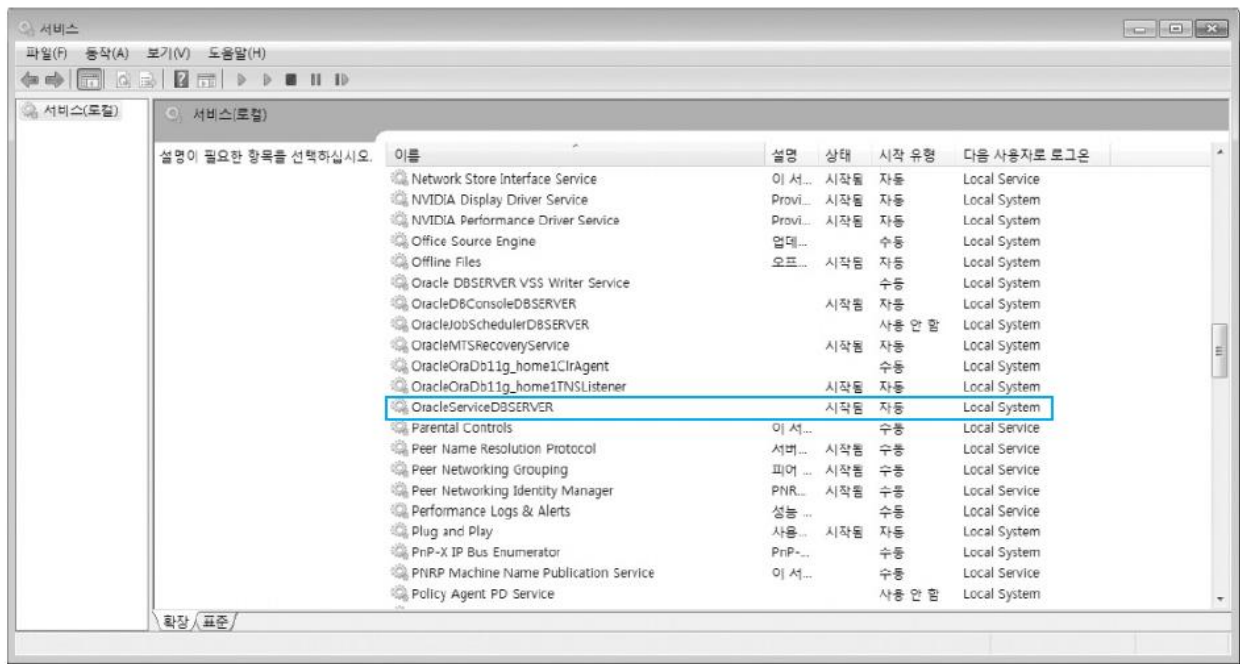 서비스
파일(F) 동작(A) 보기(V) 도움말(H)
서비스(로컬)
서비스(로컬)
설명이 필요한 항목을 선택하십시오.
이름 설명 상태 시작 유형 다음 사용자로 로그온
Network Store Interface Service 이 서... 시작됨 자동 Local Service
NVIDIA Display Driver Service Provi... 시작됨 자동 Local System
NVIDIA Performance Driver Service Provi... 시작됨 자동 Local System
Office Source Engine 업데... 수동 Local System
Offline Files 오프... 시작됨 자동 Local System
Oracle DBSERVER VSS Writer Service 수동 Local System
OracleDBConsoleDBSERVER 시작됨 자동 Local System
OracleJobSchedulerDBSERVER 사용 안 함 Local System
OracleMTSRecoveryService 시작됨 자동 Local System
OracleOraDb11g_home1ClrAgent 수동 Local System
OracleOraDb11g_home1TNSListener 시작됨 자동 Local System
OracleServiceDBSERVER 시작됨 자동 Local System
Parental Controls 이 서... 수동 Local Service
Peer Name Resolution Protocol 서버... 시작됨 수동 Local Service
Peer Networking Grouping 피어 ... 시작됨 수동 Local Service
Peer Networking Identity Manager PNR... 시작됨 수동 Local Service
Performance Logs & Alerts 성능 ... 수동 Local Service
Plug and Play 사용... 시작됨 자동 Local System
PnP-X IP Bus Enumerator PnP-... 수동 Local System
PNRP Machine Name Publication Service 이 서... 수동 Local Service
Policy Agent PD Service 사용 안 함 Local System
확장 표준